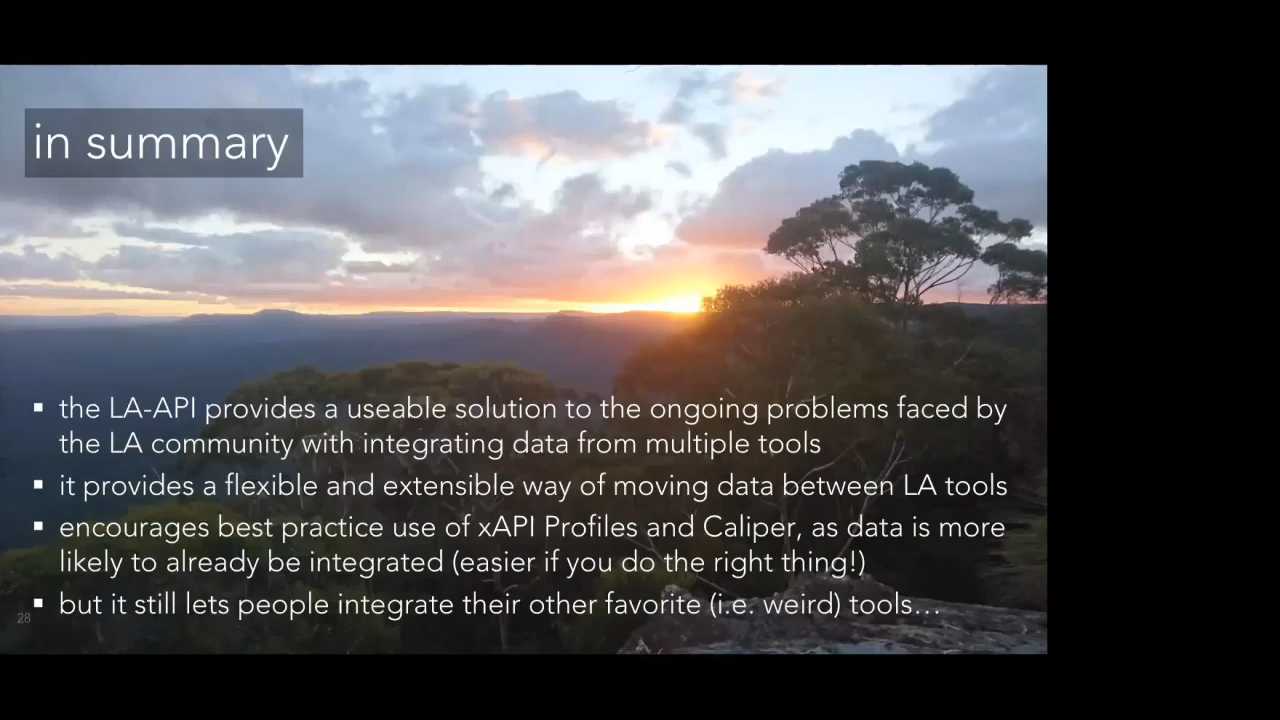 in summary
▪ the LA-API provides a useable solution to the ongoing problems faced by
the LA community with integrating data from multiple tools
▪ it provides a flexible and extensible way of moving data between LA tools
▪ encourages best practice use of xAPI Profiles and Caliper, as data is more
likely to already be integrated (easier if you do the right thing!)
▪ but it still lets people integrate their other favorite (i.e. weird) tools…
28